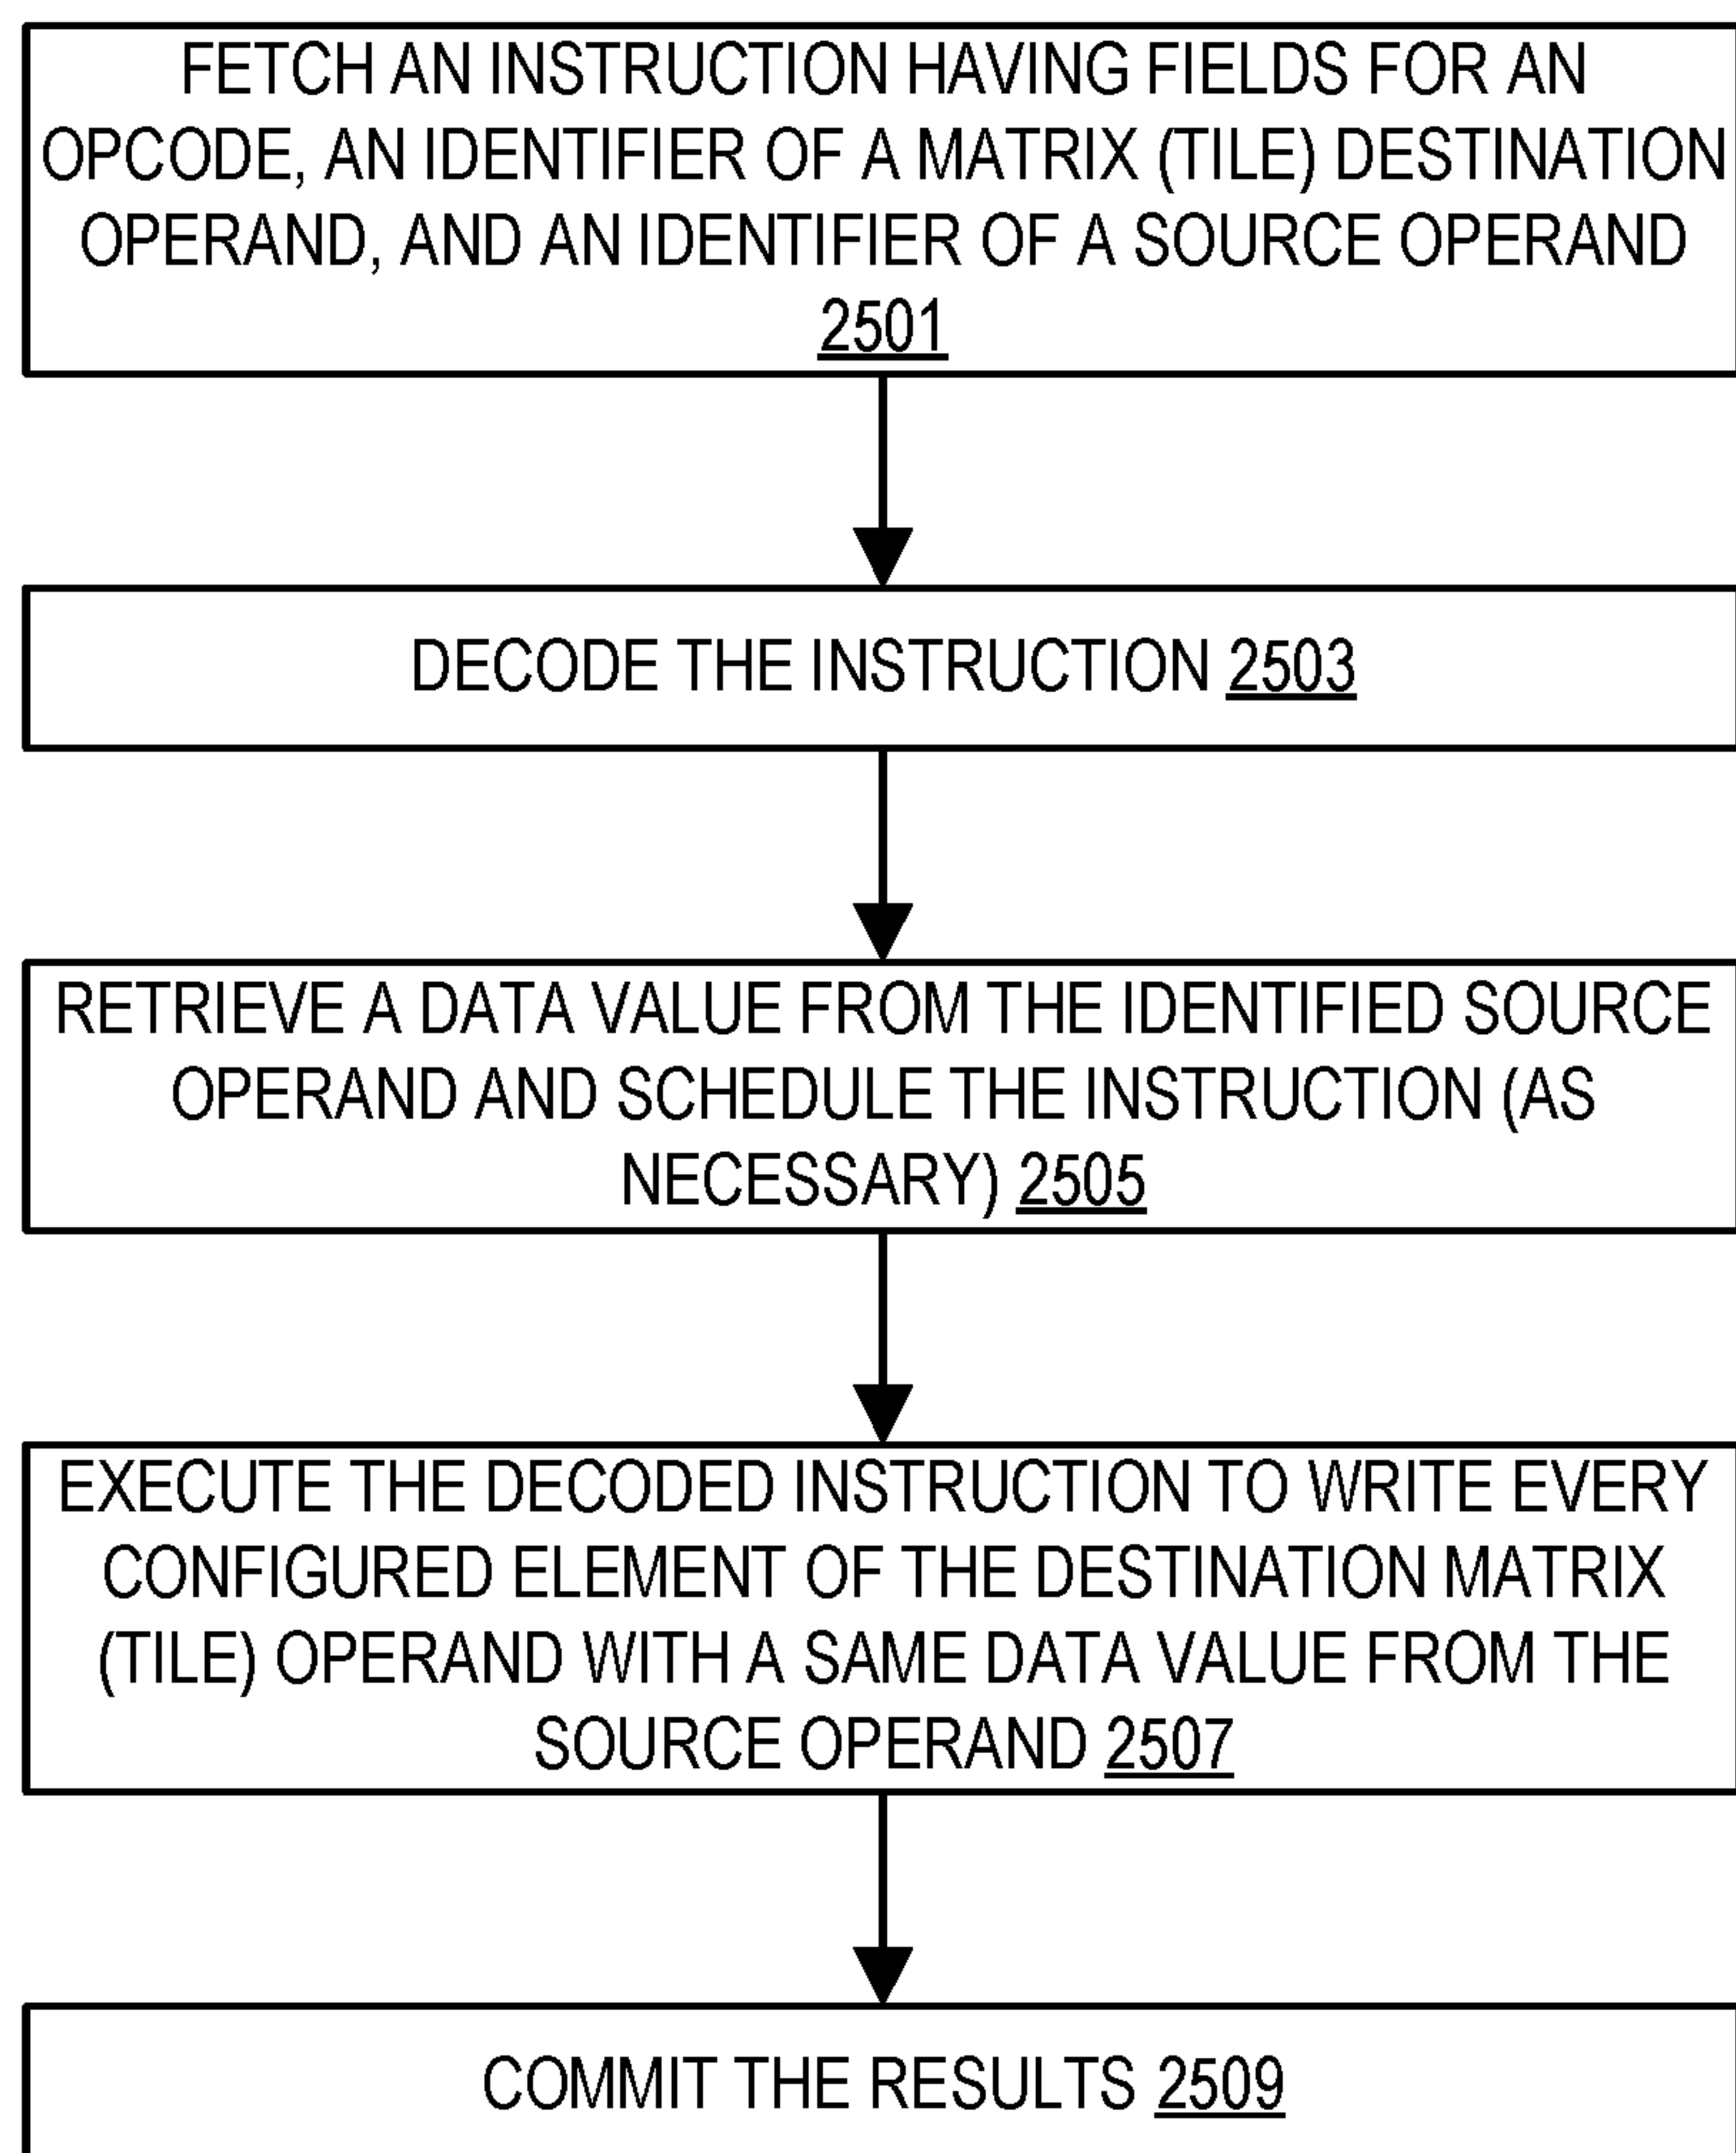 FETCH AN INSTRUCTION HAVING FIELDS FOR AN
OPCODE, AN IDENTIFIER OF A MATRIX (TILE) DESTINATION
OPERAND, AND AN IDENTIFIER OF A SOURCE OPERAND
2501
DECODE THE INSTRUCTION 2503
RETRIEVE A DATA VALUE FROM THE IDENTIFIED SOURCE
OPERAND AND SCHEDULE THE INSTRUCTION (AS
NECESSARY) 2505
EXECUTE THE DECODED INSTRUCTION TO WRITE EVERY
CONFIGURED ELEMENT OF THE DESTINATION MATRIX
(TILE) OPERAND WITH A SAME DATA VALUE FROM THE
SOURCE OPERAND 2507
COMMIT THE RESULTS 2509